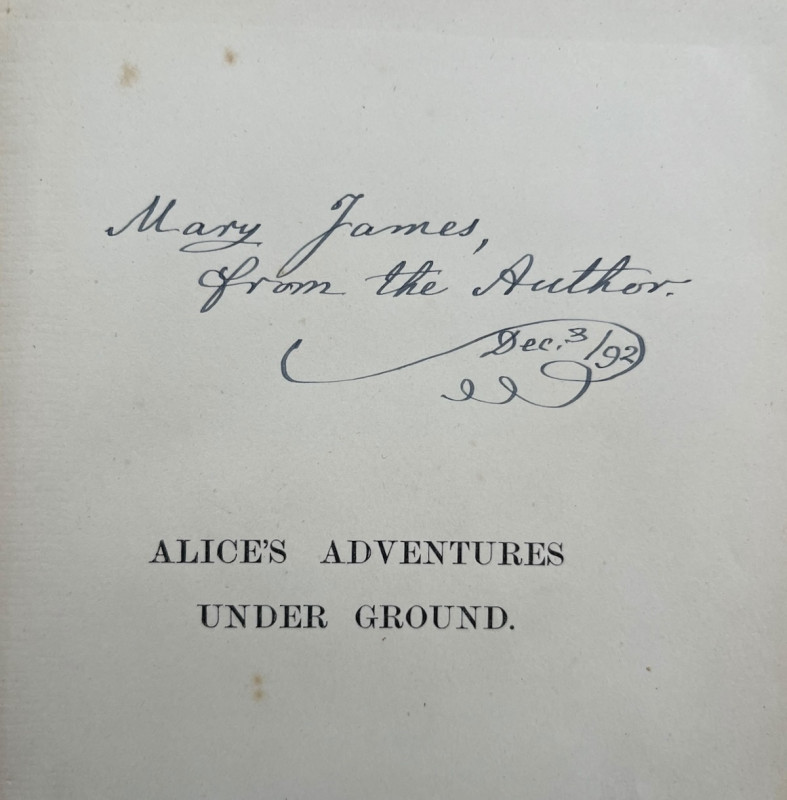 Mary James,
from the Author.
Dec. 3/92
ALICE'S ADVENTURES
UNDER GROUND.